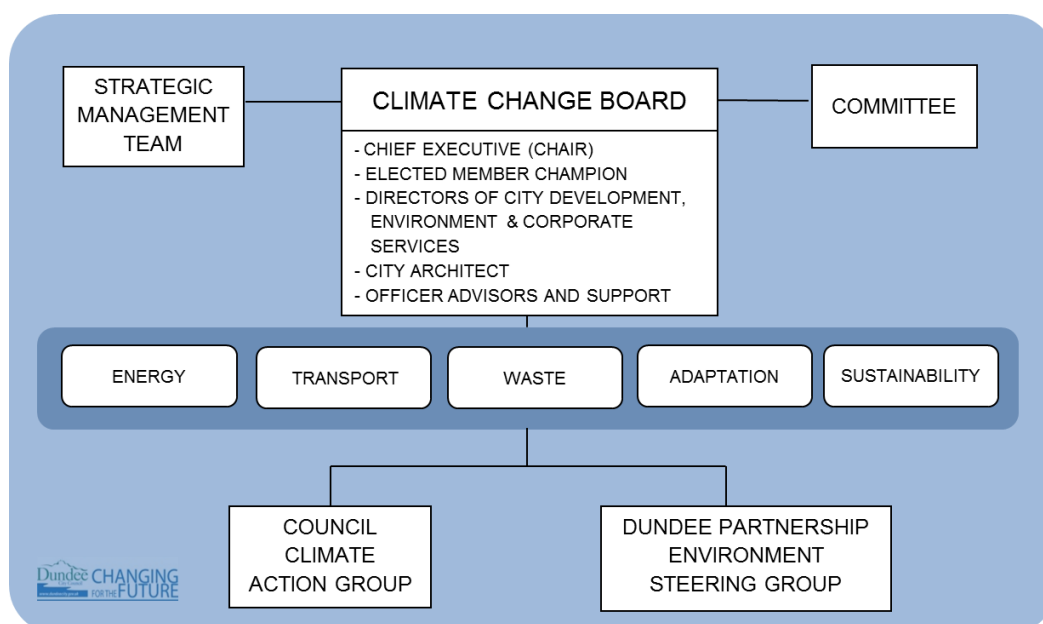 STRATEGIC
MANAGEMENT
TEAM
CLIMATE CHANGE BOARD
- CHIEF EXECUTIVE (CHAIR)
- ELECTED MEMBER CHAMPION
- DIRECTORS OF CITY DEVELOPMENT,
ENVIRONMENT & CORPORATE
SERVICES
- CITY ARCHITECT
- OFFICER ADVISORS AND SUPPORT
COMMITTEE
ENERGY
TRANSPORT
WASTE
ADAPTATION
SUSTAINABILITY
COUNCIL
CLIMATE
ACTION GROUP
DUNDEE PARTNERSHIP
ENVIRONMENT
STEERING GROUP
Dundee
CHANGING
FOR THE FUTURE